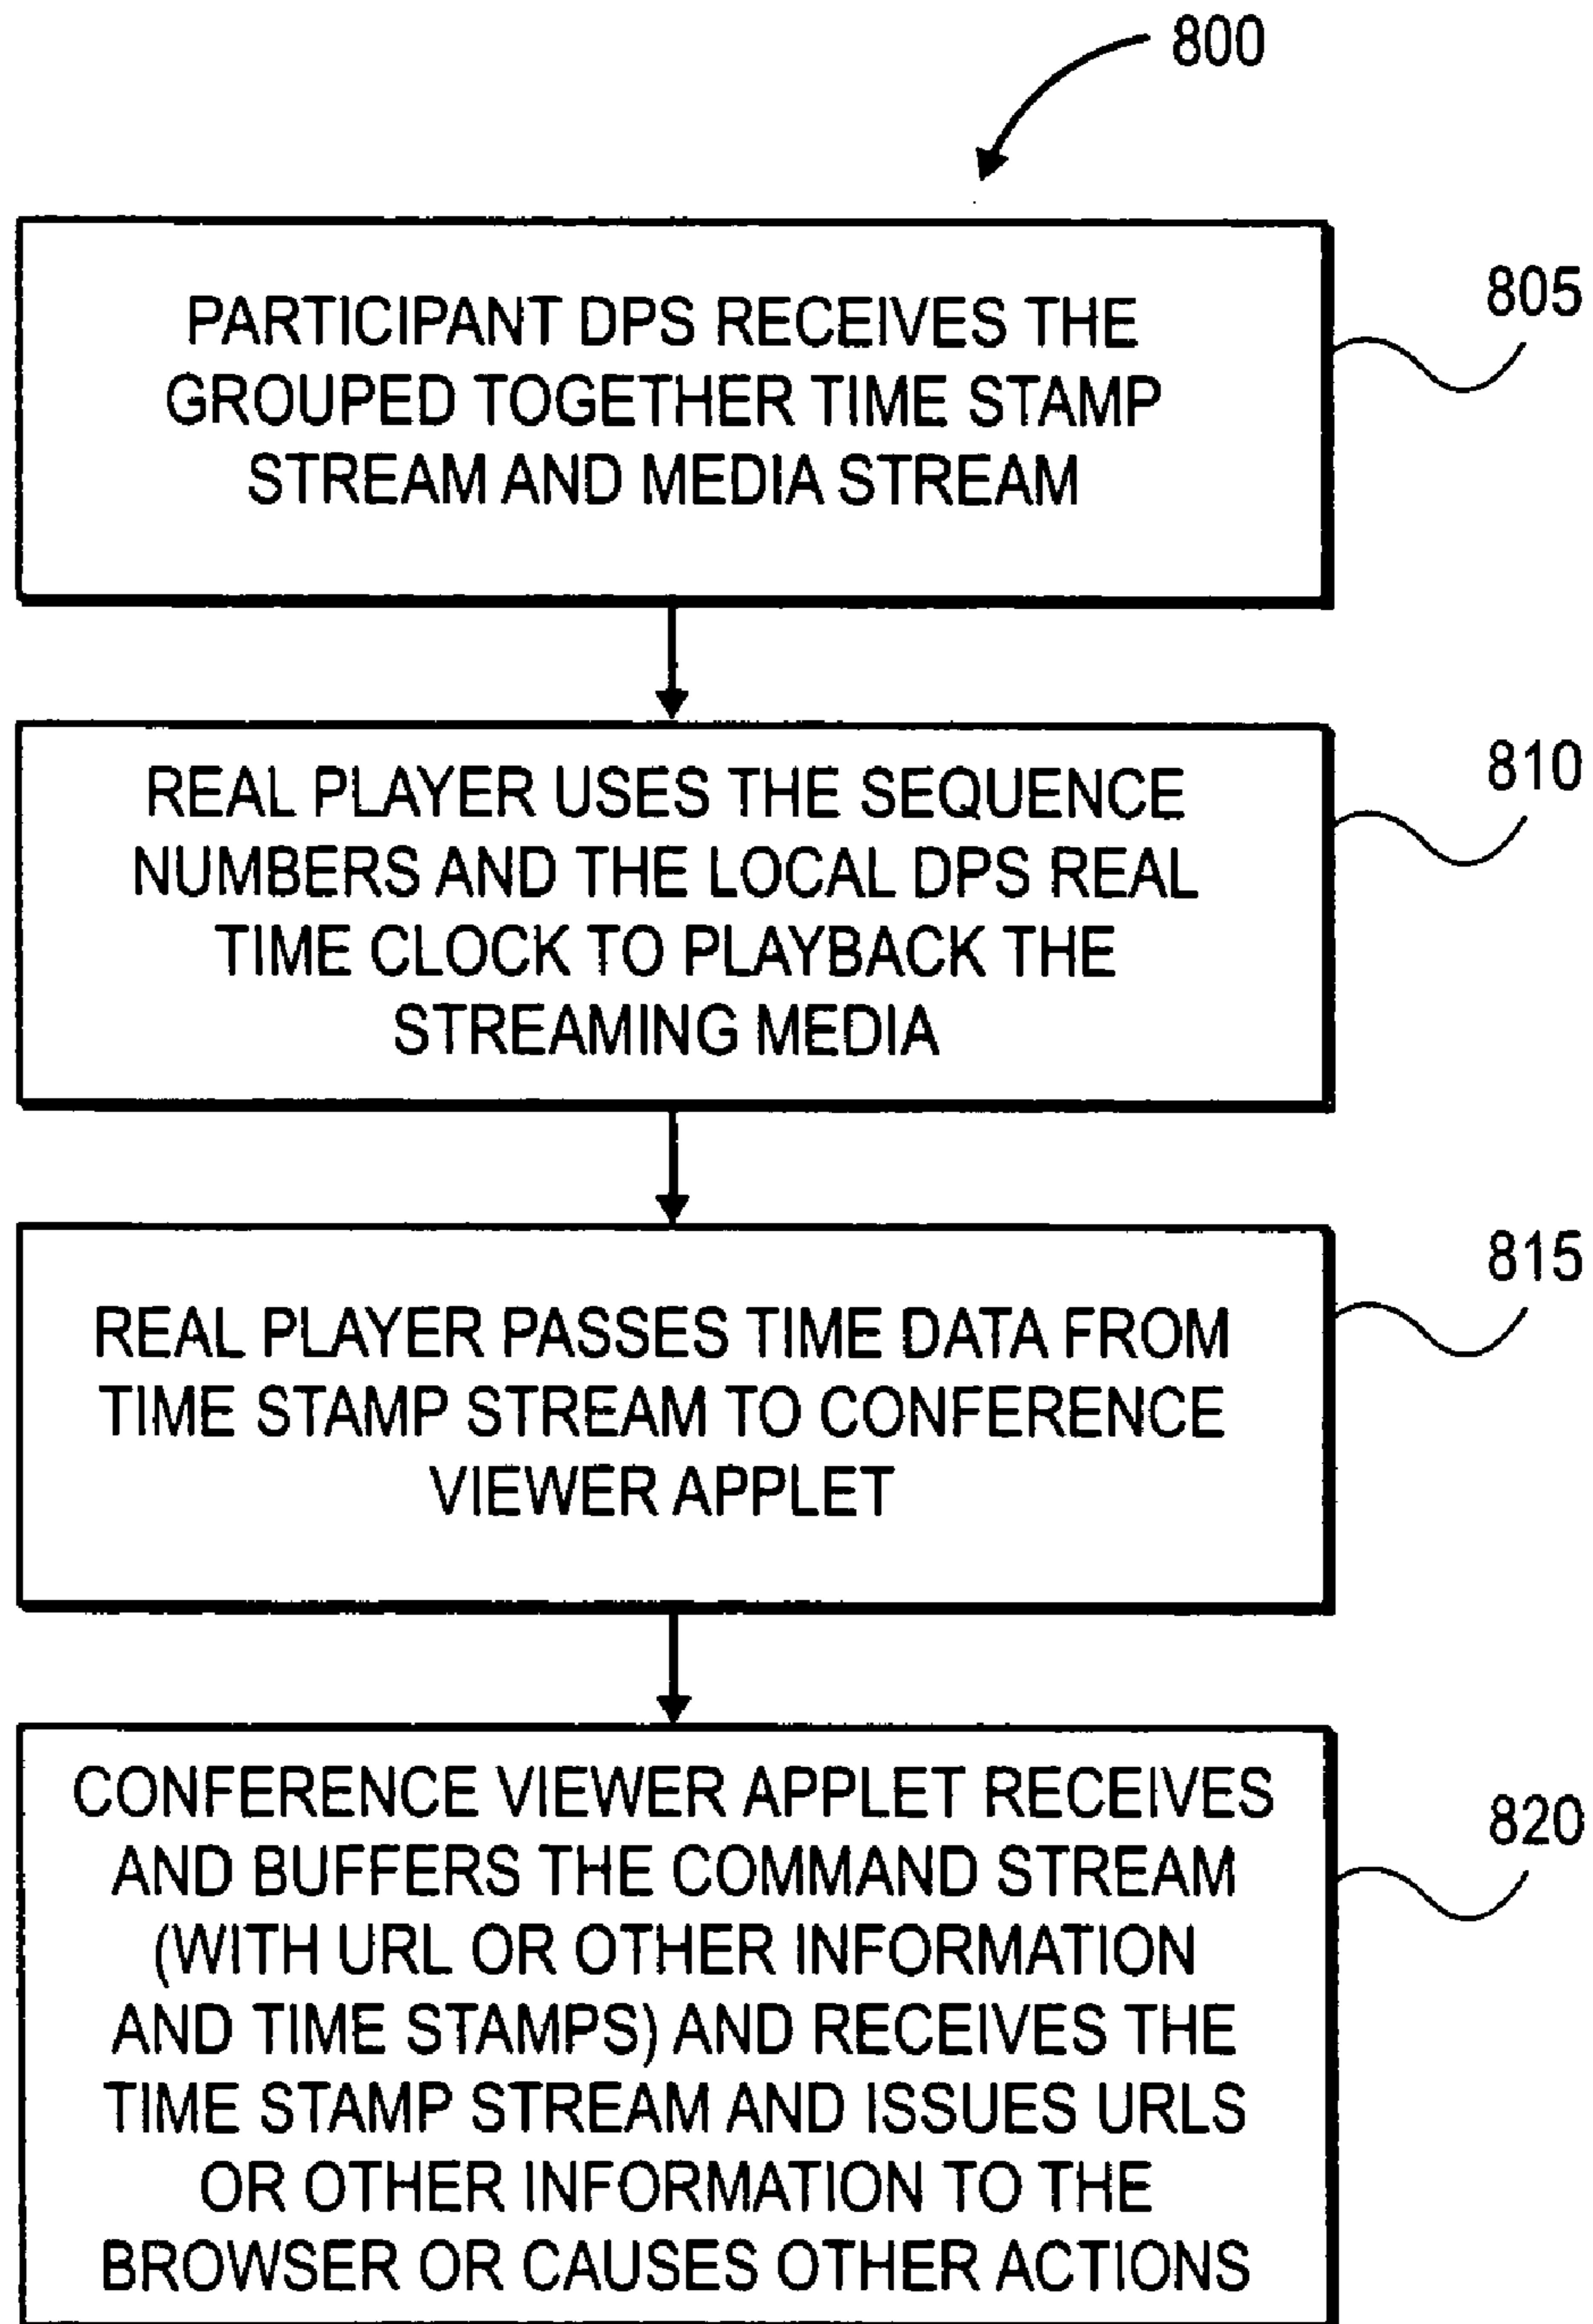 800
PARTICIPANT DPS RECEIVES THE
GROUPED TOGETHER TIME STAMP
STREAM AND MEDIA STREAM
805
REAL PLAYER USES THE SEQUENCE
NUMBERS AND THE LOCAL DPS REAL
TIME CLOCK TO PLAYBACK THE
STREAMING MEDIA
810
REAL PLAYER PASSES TIME DATA FROM
TIME STAMP STREAM TO CONFERENCE
VIEWER APPLET
815
CONFERENCE VIEWER APPLET RECEIVES
AND BUFFERS THE COMMAND STREAM
(WITH URL OR OTHER INFORMATION
AND TIME STAMPS) AND RECEIVES THE
TIME STAMP STREAM AND ISSUES URLS
OR OTHER INFORMATION TO THE
BROWSER OR CAUSES OTHER ACTIONS
820